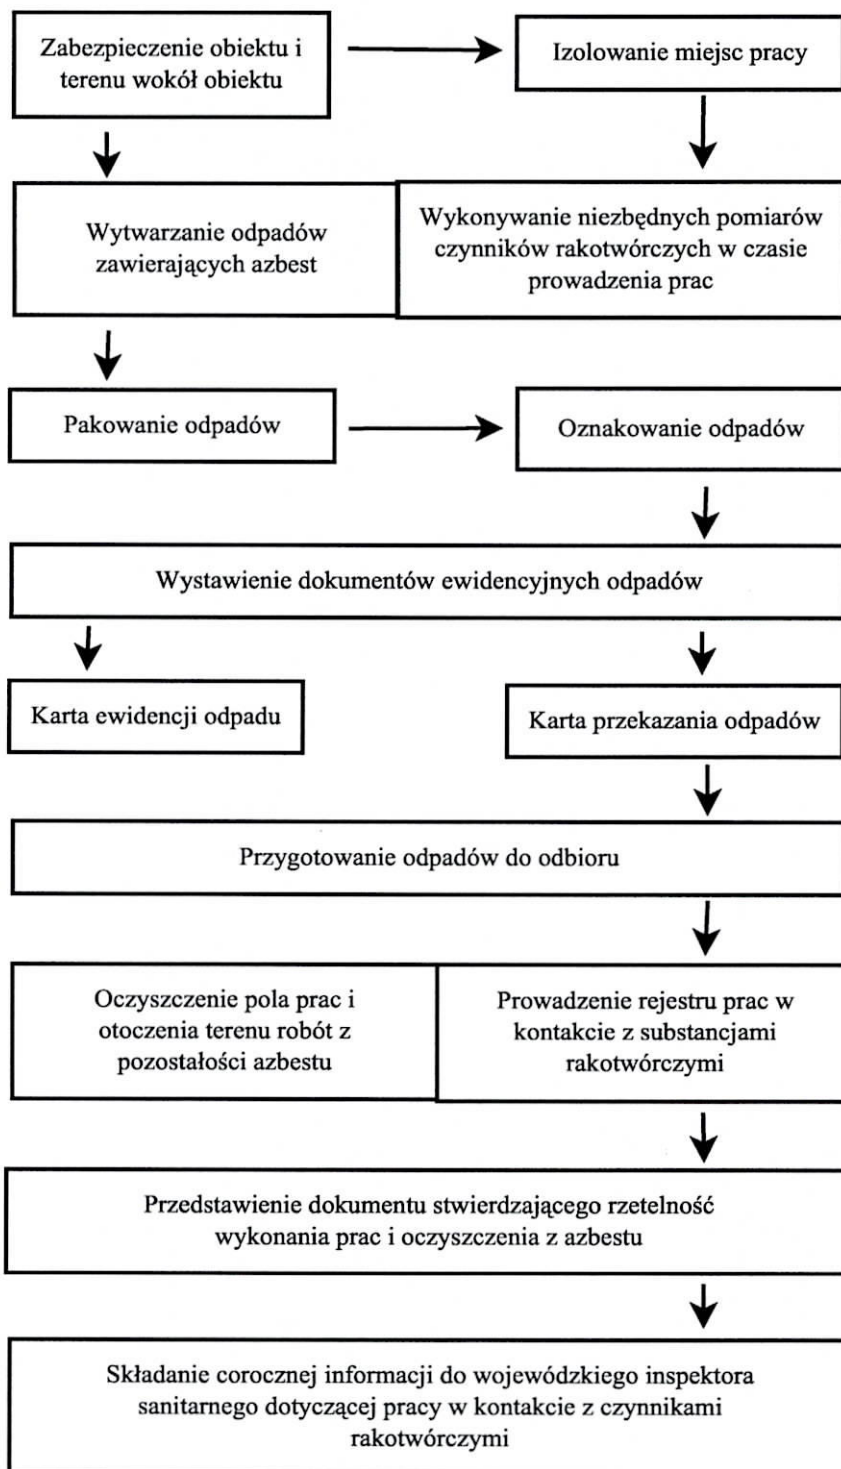 Zabezpieczenie obiektu i
terenu wokół obiektu
Izolowanie miejsc pracy
Wytwarzanie odpadów
zawierających azbest
Wykonywanie niezbędnych pomiarów
czynników rakotwórczych w czasie
prowadzenia prac
Pakowanie odpadów
Oznakowanie odpadów
Wystawienie dokumentów ewidencyjnych odpadów
Karta ewidencji odpadu
Karta przekazania odpadów
Przygotowanie odpadów do odbioru
Oczyszczenie pola prac i
otoczenia terenu robót z
pozostałości azbestu
Prowadzenie rejestru prac w
kontakcie z substancjami
rakotwórczymi
Przedstawienie dokumentu stwierdzającego rzetelność
wykonania prac i oczyszczenia z azbestu
Składanie corocznej informacji do wojewódzkiego inspektora
sanitarnego dotyczącej pracy w kontakcie z czynnikami
rakotwórczymi